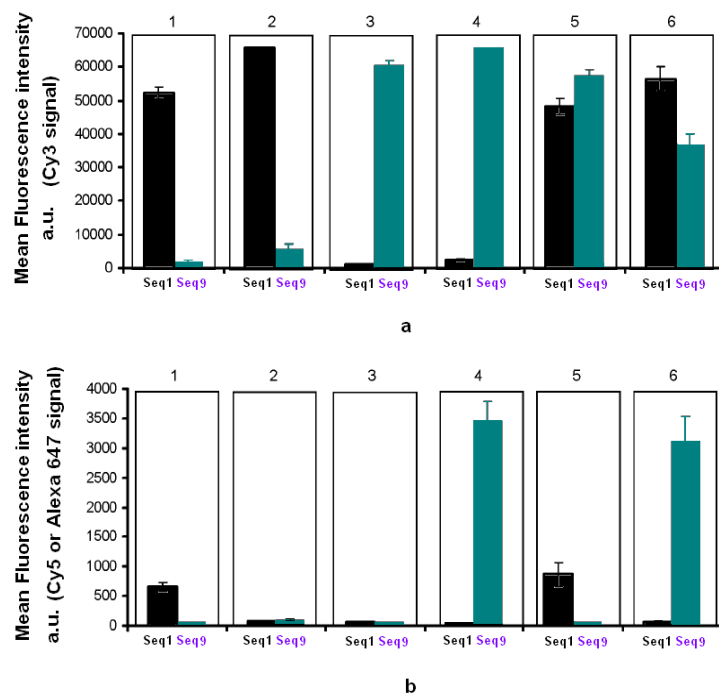 1 2 3 4 5 6
Mean Fluorescence intensity
a.u. (Cy3 signal)
70000
60000
50000
40000
30000
20000
10000
0
Seq1 Seq9 Seq1 Seq9 Seq1 Seq9 Seq1 Seq9 Seq1 Seq9 Seq1 Seq9
a
1 2 3 4 5 6
Mean Fluorescence intensity
a.u. (Cy5 or Alexa 647 signal)
4000
3500
3000
2500
2000
1500
1000
500
0
Seq1 Seq9 Seq1 Seq9 Seq1 Seq9 Seq1 Seq9 Seq1 Seq9 Seq1 Seq9
b